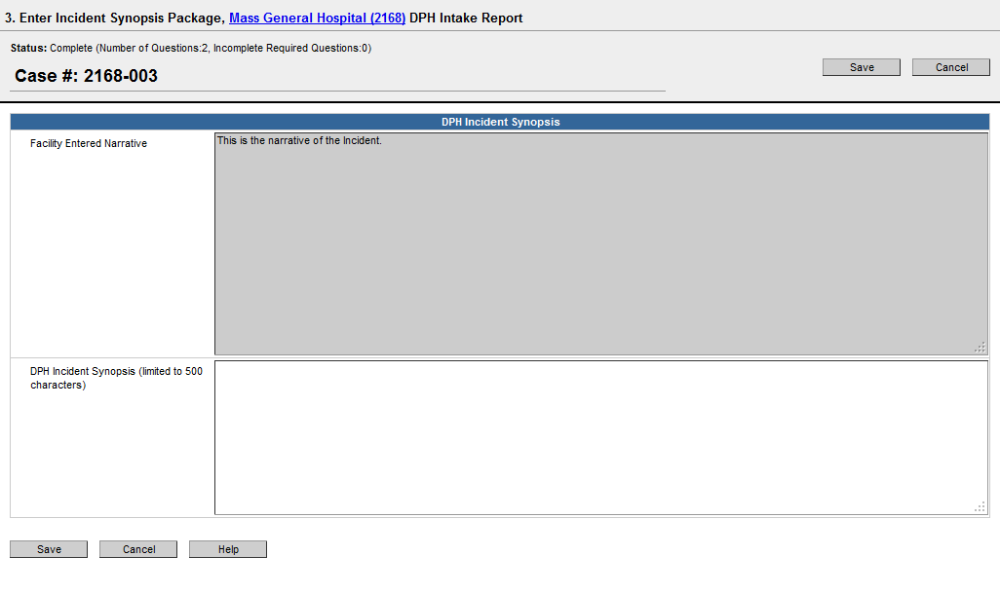 3. Enter Incident Synopsis Package, Mass General Hospital (2168) DPH Intake Report
Status: Complete (Number of Questions:2, Incomplete Required Questions:0)
Case #: 2168-003
Save Cancel
DPH Incident Synopsis
Facility Entered Narrative
This is the narrative of the Incident.
DPH Incident Synopsis (limited to 500
characters)
Save Cancel Help